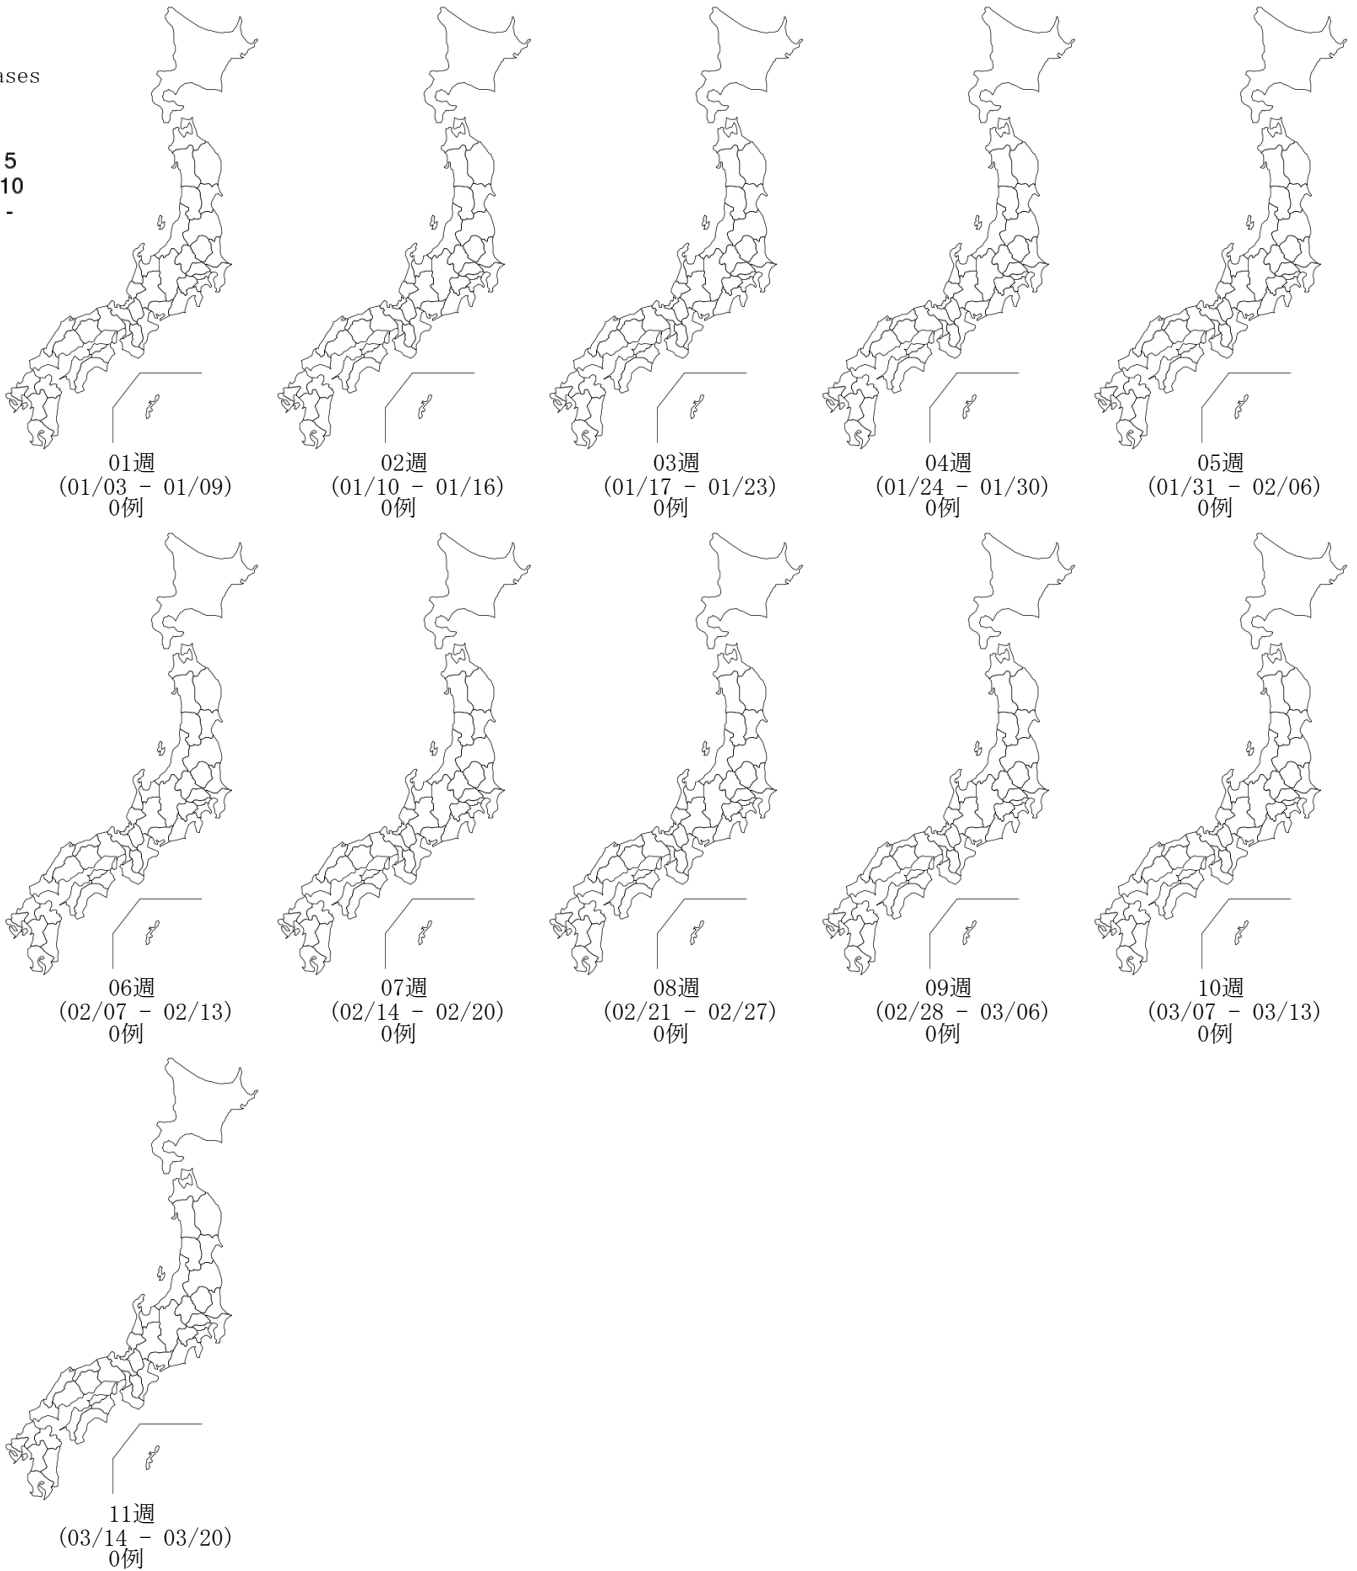 5
10
-
01週
(01/03 - 01/09)
0例
02週
(01/10 - 01/16)
0例
03週
(01/17 - 01/23)
0例
04週
(01/24 - 01/30)
0例
05週
(01/31 - 02/06)
0例
06週
(02/07 - 02/13)
0例
07週
(02/14 - 02/20)
0例
08週
(02/21 - 02/27)
0例
09週
(02/28 - 03/06)
0例
10週
(03/07 - 03/13)
0例
11週
(03/14 - 03/20)
0例